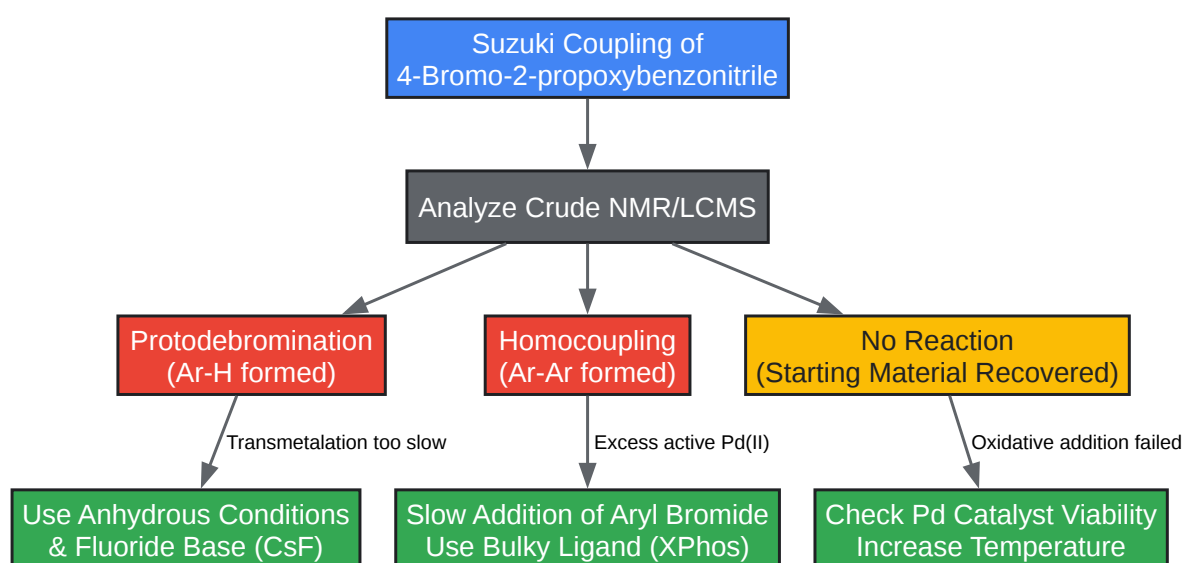 Suzuki Coupling of
4-Bromo-2-propoxybenzonitrile
Analyze Crude NMR/LCMS
Protodebromination
(Ar-H formed)
Homocoupling
(Ar-Ar formed)
No Reaction
(Starting Material Recovered)
Transmetalation too slow
Excess active Pd(II)
Oxidative addition failed
Use Anhydrous Conditions
& Fluoride Base (CsF)
Slow Addition of Aryl Bromide
Use Bulky Ligand (XPhos)
Check Pd Catalyst Viability
Increase Temperature